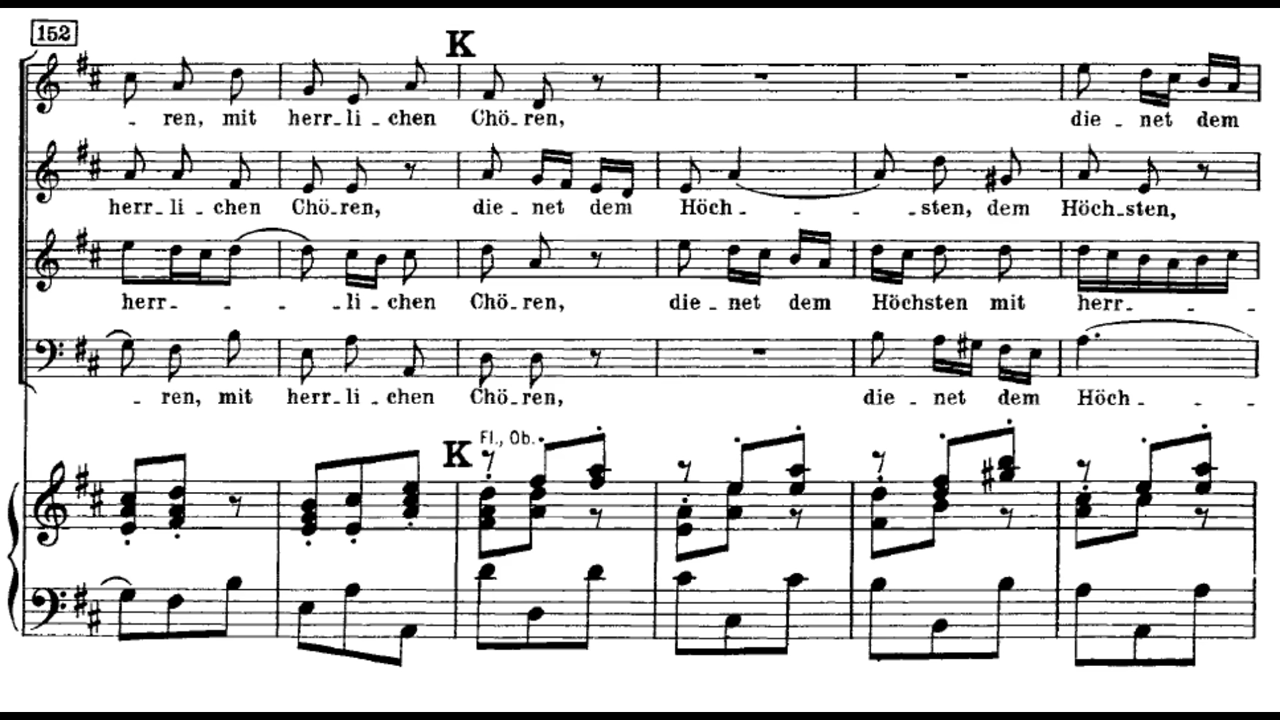 152
K
- ren, mit herr - li - chen Chö - ren, die - net dem
herr - li - chen Chö - ren, die - net dem Höch - - - sten, dem Höch - sten,
herr - - - - li - chen Chö - ren, die - net dem Höchsten mit herr - - -
- ren, mit herr - li - chen Chö - ren, die - net dem Höch - - -
K Fl., Ob.